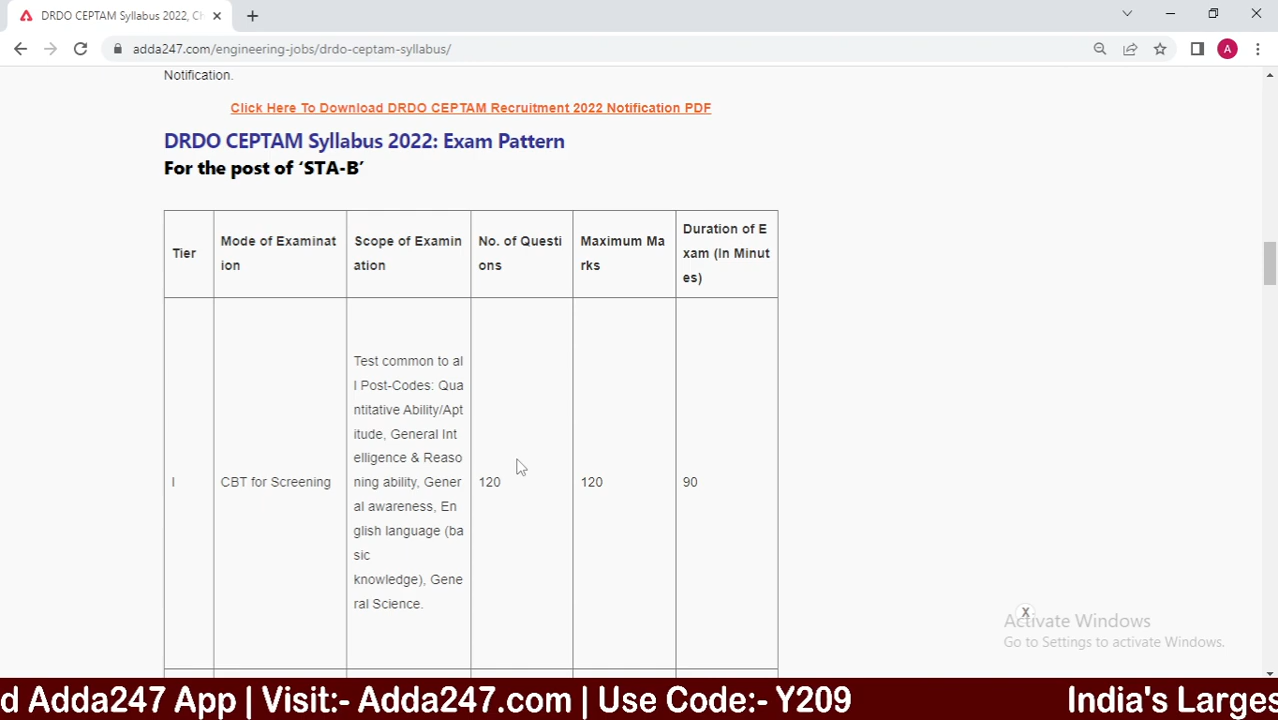 DRDO CEPTAM Syllabus 2022, Ch
adda247.com/engineering-jobs/drdo-ceptam-syllabus/
A
Notification.
Click Here To Download DRDO CEPTAM Recruitment 2022 Notification PDF
DRDO CEPTAM Syllabus 2022: Exam Pattern
For the post of ‘STA-B’
Tier
Mode of Examinat
ion
Scope of Examin
ation
No. of Questi
ons
Maximum Ma
rks
Duration of E
xam (In Minut
es)
I
CBT for Screening
Test common to al
l Post-Codes: Qua
ntitative Ability/Apt
itude, General Int
elligence & Reaso
ning ability, Gener
al awareness, En
glish language (ba
sic
knowledge), Gene
ral Science.
120
120
90
X
Activate Windows
Go to Settings to activate Windows.
d Adda247 App | Visit:- Adda247.com | Use Code:- Y209
India's Larges